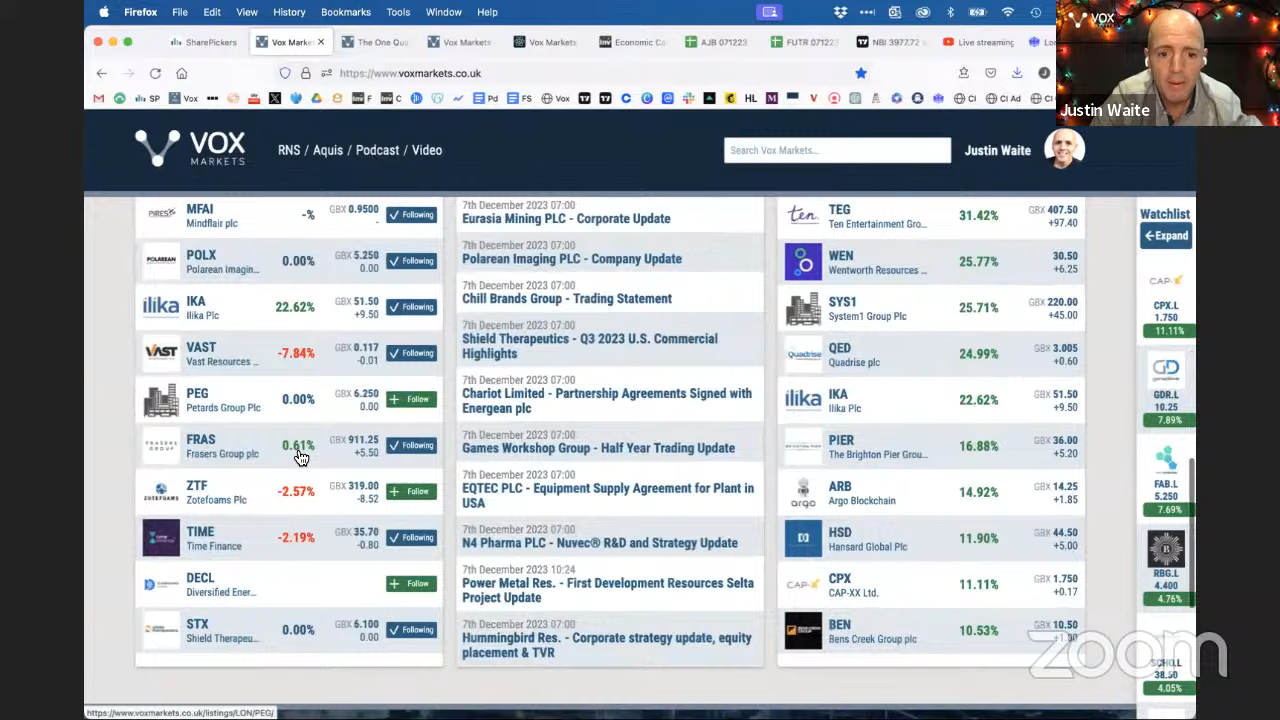 Firefox File Edit View History Bookmarks Tools Window Help
SharePickers
Vox Mark
The One Qu
Vox Markets
Vox Market
Economic Ca
AJB 071223
FUTR 071223
NBI 3977.72
Live streaming
https://www.voxmarkets.co.uk
SP
Vox
C
Pd
FS
Vox
HL
CI
CI Ad
CI
VOX
MARKETS
RNS / Aquis / Podcast / Video
Search Vox Markets...
Justin Waite
VOX
Justin Waite
MFAI
Mindflair plc
-%
GBX 0.9500
-
Following
POLX
Polarean Imagin...
0.00%
GBX 5.250
0.00
Following
IKA
Ilika Plc
22.62%
GBX 51.50
+9.50
Following
VAST
Vast Resources ...
-7.84%
GBX 0.117
-0.01
Following
PEG
Petards Group Plc
0.00%
GBX 6.250
0.00
+ Follow
FRAS
Frasers Group plc
0.61%
GBX 911.25
+5.50
Following
ZTF
Zotefoams Plc
-2.57%
GBX 319.00
-8.52
+ Follow
TIME
Time Finance
-2.19%
GBX 35.70
-0.80
Following
DECL
Diversified Ener...
+ Follow
STX
Shield Therapeu...
0.00%
GBX 6.100
0.00
Following
7th December 2023 07:00
Eurasia Mining PLC - Corporate Update
7th December 2023 07:00
Polarean Imaging PLC - Company Update
7th December 2023 07:00
Chill Brands Group - Trading Statement
7th December 2023 07:00
Shield Therapeutics - Q3 2023 U.S. Commercial
Highlights
7th December 2023 07:00
Chariot Limited - Partnership Agreements Signed with
Energean plc
7th December 2023 07:00
Games Workshop Group - Half Year Trading Update
7th December 2023 07:00
EQTEC PLC - Equipment Supply Agreement for Plant in
USA
7th December 2023 07:00
N4 Pharma PLC - Nuvec® R&D and Strategy Update
7th December 2023 10:24
Power Metal Res. - First Development Resources Selta
Project Update
7th December 2023 07:00
Hummingbird Res. - Corporate strategy update, equity
placement & TVR
TEG
Ten Entertainment Gro...
31.42%
GBX 407.50
+97.40
WEN
Wentworth Resources ...
25.77%
30.50
+6.25
SYS1
System1 Group Plc
25.71%
GBX 220.00
+45.00
QED
Quadrise plc
24.99%
GBX 3.005
+0.60
IKA
Ilika Plc
22.62%
GBX 51.50
+9.50
PIER
The Brighton Pier Grou...
16.88%
GBX 36.00
+5.20
ARB
Argo Blockchain
14.92%
GBX 14.25
+1.85
HSD
Hansard Global Plc
11.90%
GBX 44.50
+5.00
CPX
CAP-XX Ltd.
11.11%
GBX 1.750
+0.17
BEN
Bens Creek Group plc
10.53%
GBX 10.50
Watchlist
Expand
CPX.L
1.750
11.11%
GDR.L
10.25
7.89%
FAB.L
5.250
7.69%
RBG.L
4.400
4.76%
SCHO.L
38.50
4.05%
zoom
https://www.voxmarkets.co.uk/listings/LON/PEG/